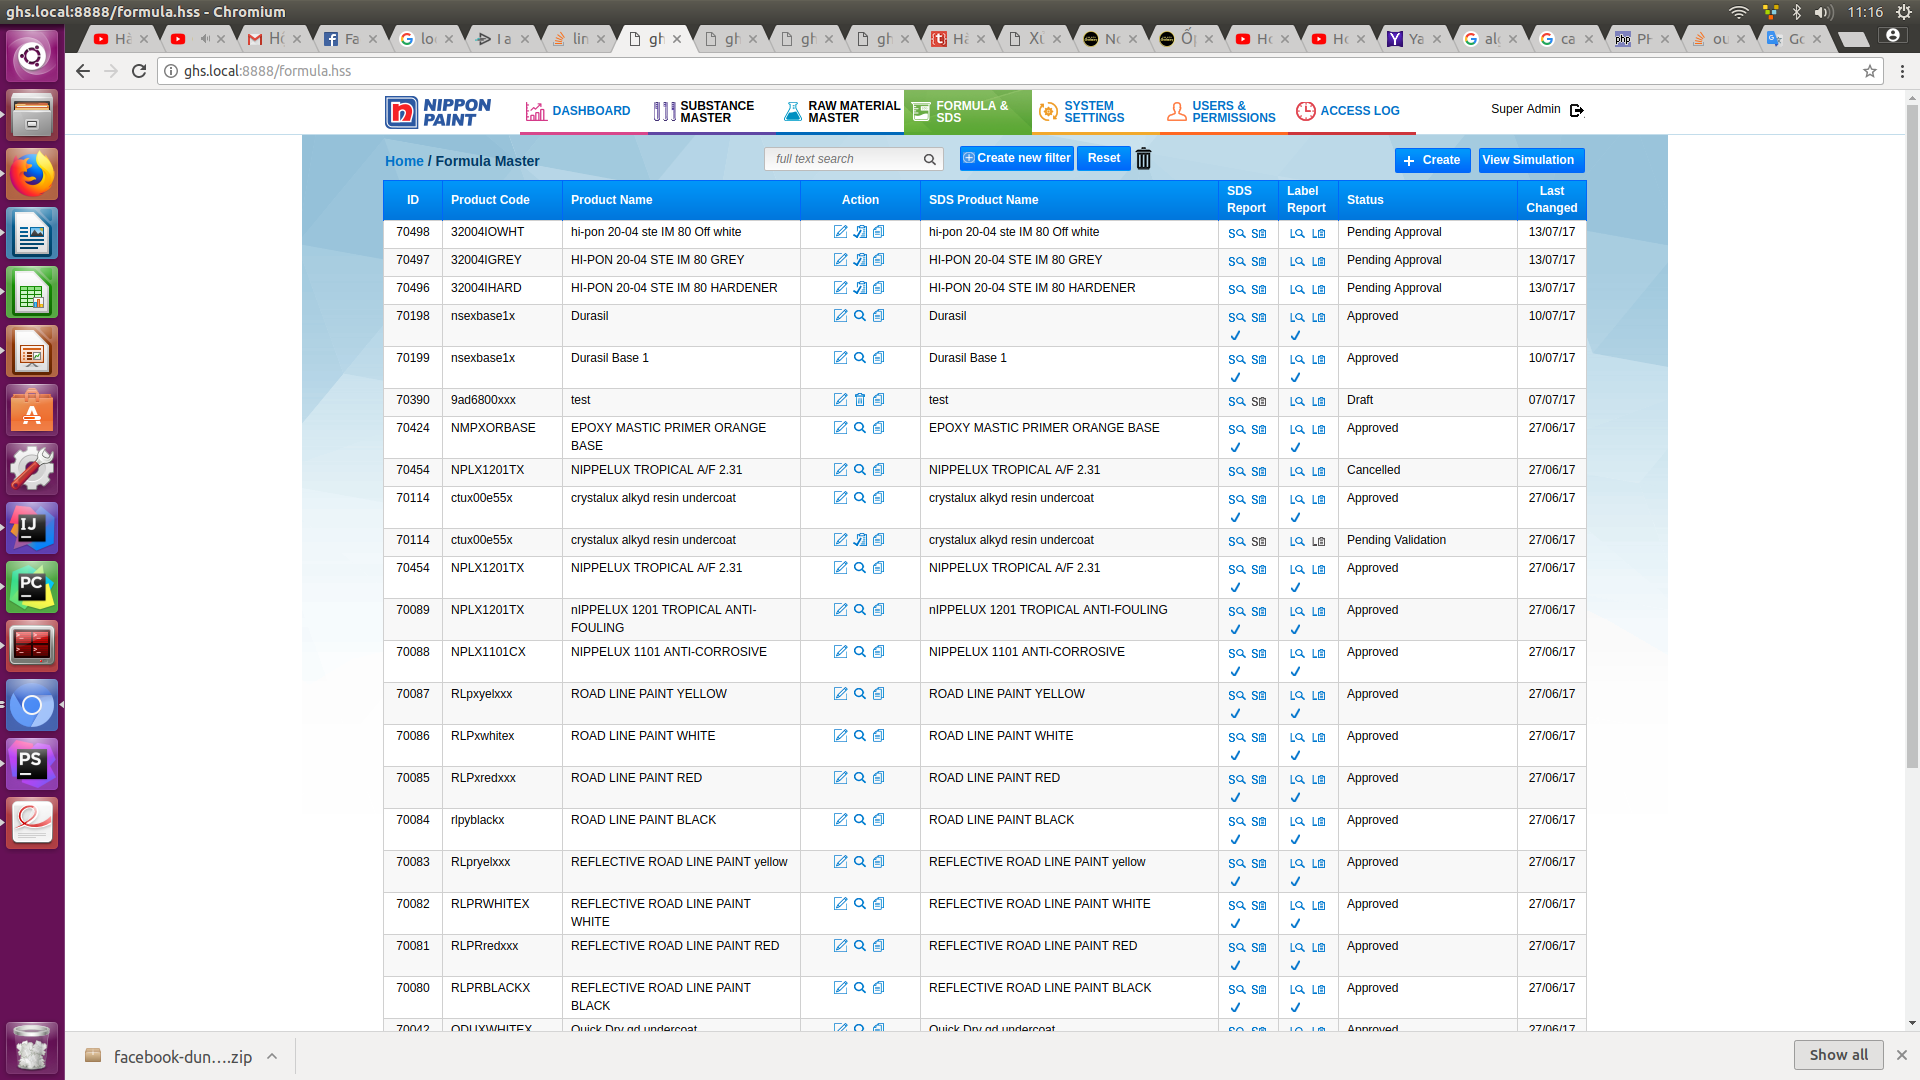 ghs.local:8888/formula.hss - Chromium
11:16
Hà
Hộ
Fa
loc
I a
lin
gh
gh
gh
gh
Hà
XỬ
No
Ốp
Ho
Ho
Ya
alg
ca
Ph
ou
Go
ghs.local:8888/formula.hss
NIPPON PAINT
DASHBOARD
SUBSTANCE MASTER
RAW MATERIAL MASTER
FORMULA & SDS
SYSTEM SETTINGS
USERS & PERMISSIONS
ACCESS LOG
Super Admin
Home / Formula Master
full text search
Create new filter
Reset
+ Create
View Simulation
ID Product Code Product Name Action SDS Product Name SDS Report Label Report Status Last Changed
70498 32004IOWHT hi-pon 20-04 ste IM 80 Off white hi-pon 20-04 ste IM 80 Off white Pending Approval 13/07/17
70497 32004IGREY HI-PON 20-04 STE IM 80 GREY HI-PON 20-04 STE IM 80 GREY Pending Approval 13/07/17
70496 32004IHARD HI-PON 20-04 STE IM 80 HARDENER HI-PON 20-04 STE IM 80 HARDENER Pending Approval 13/07/17
70198 nsexbase1x Durasil Durasil Approved 10/07/17
70199 nsexbase1x Durasil Base 1 Durasil Base 1 Approved 10/07/17
70390 9ad6800xxx test test Draft 07/07/17
70424 NMPXORBASE EPOXY MASTIC PRIMER ORANGE BASE EPOXY MASTIC PRIMER ORANGE BASE Approved 27/06/17
70454 NPLX1201TX NIPPELUX TROPICAL A/F 2.31 NIPPELUX TROPICAL A/F 2.31 Cancelled 27/06/17
70114 ctux00e55x crystalux alkyd resin undercoat crystalux alkyd resin undercoat Approved 27/06/17
70114 ctux00e55x crystalux alkyd resin undercoat crystalux alkyd resin undercoat Pending Validation 27/06/17
70454 NPLX1201TX NIPPELUX TROPICAL A/F 2.31 NIPPELUX TROPICAL A/F 2.31 Approved 27/06/17
70089 NPLX1201TX nIPPELUX 1201 TROPICAL ANTI-FOULING nIPPELUX 1201 TROPICAL ANTI-FOULING Approved 27/06/17
70088 NPLX1101CX NIPPELUX 1101 ANTI-CORROSIVE NIPPELUX 1101 ANTI-CORROSIVE Approved 27/06/17
70087 RLpxyelxxx ROAD LINE PAINT YELLOW ROAD LINE PAINT YELLOW Approved 27/06/17
70086 RLPxwhitex ROAD LINE PAINT WHITE ROAD LINE PAINT WHITE Approved 27/06/17
70085 RLPxredxxx ROAD LINE PAINT RED ROAD LINE PAINT RED Approved 27/06/17
70084 rlpyblackx ROAD LINE PAINT BLACK ROAD LINE PAINT BLACK Approved 27/06/17
70083 RLpryelxxx REFLECTIVE ROAD LINE PAINT yellow REFLECTIVE ROAD LINE PAINT yellow Approved 27/06/17
70082 RLPRWHITEX REFLECTIVE ROAD LINE PAINT WHITE REFLECTIVE ROAD LINE PAINT WHITE Approved 27/06/17
70081 RLPRredxxx REFLECTIVE ROAD LINE PAINT RED REFLECTIVE ROAD LINE PAINT RED Approved 27/06/17
70080 RLPRBLACKX REFLECTIVE ROAD LINE PAINT BLACK REFLECTIVE ROAD LINE PAINT BLACK Approved 27/06/17
70042 QDUXWHITEX Quick Dry gd undercoat Quick Dry gd undercoat Approved 27/06/17
facebook-dun....zip
Show all